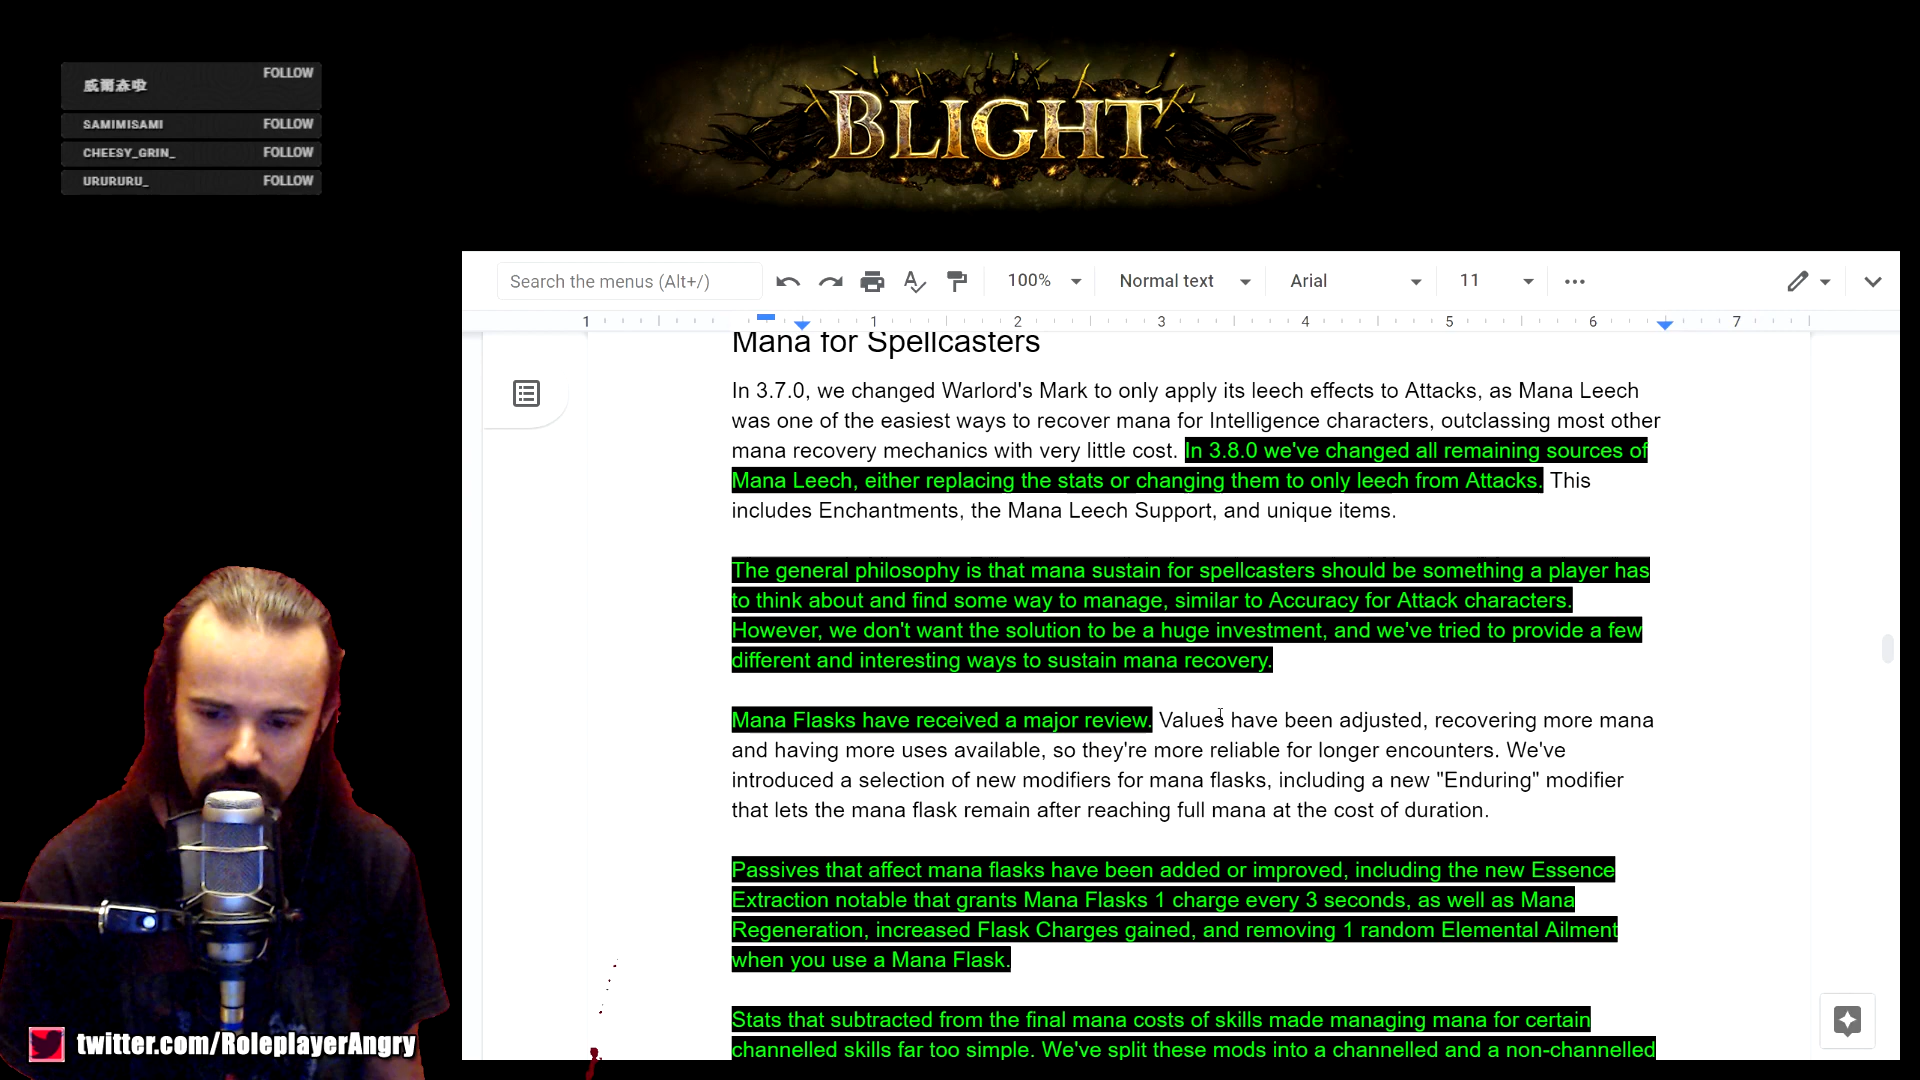 FOLLOW
SAMIMISAMI FOLLOW
CHEESY_GRIN_ FOLLOW
URURURU_ FOLLOW
BLIGHT
Search the menus (Alt+/) 100% Normal text Arial 11
1 1 2 3 4 5 6 7
Mana for Spellcasters
In 3.7.0, we changed Warlord's Mark to only apply its leech effects to Attacks, as Mana Leech
was one of the easiest ways to recover mana for Intelligence characters, outclassing most other
mana recovery mechanics with very little cost. In 3.8.0 we've changed all remaining sources of
Mana Leech, either replacing the stats or changing them to only leech from Attacks. This
includes Enchantments, the Mana Leech Support, and unique items.
The general philosophy is that mana sustain for spellcasters should be something a player has
to think about and find some way to manage, similar to Accuracy for Attack characters.
However, we don't want the solution to be a huge investment, and we've tried to provide a few
different and interesting ways to sustain mana recovery.
Mana Flasks have received a major review. Values have been adjusted, recovering more mana
and having more uses available, so they're more reliable for longer encounters. We've
introduced a selection of new modifiers for mana flasks, including a new "Enduring" modifier
that lets the mana flask remain after reaching full mana at the cost of duration.
Passives that affect mana flasks have been added or improved, including the new Essence
Extraction notable that grants Mana Flasks 1 charge every 3 seconds, as well as Mana
Regeneration, increased Flask Charges gained, and removing 1 random Elemental Ailment
when you use a Mana Flask.
Stats that subtracted from the final mana costs of skills made managing mana for certain
channelled skills far too simple. We've split these mods into a channelled and a non-channelled
twitter.com/RoleplayerAngry